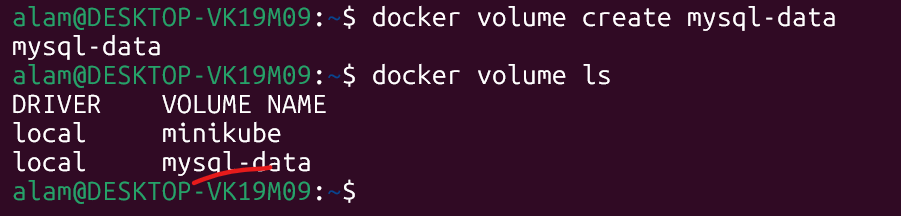 alam@DESKTOP-VK19M09:~$ docker volume create mysql-data
mysql-data
alam@DESKTOP-VK19M09:~$ docker volume ls
DRIVER    VOLUME NAME
local     minikube
local     mysql-data
alam@DESKTOP-VK19M09:~$